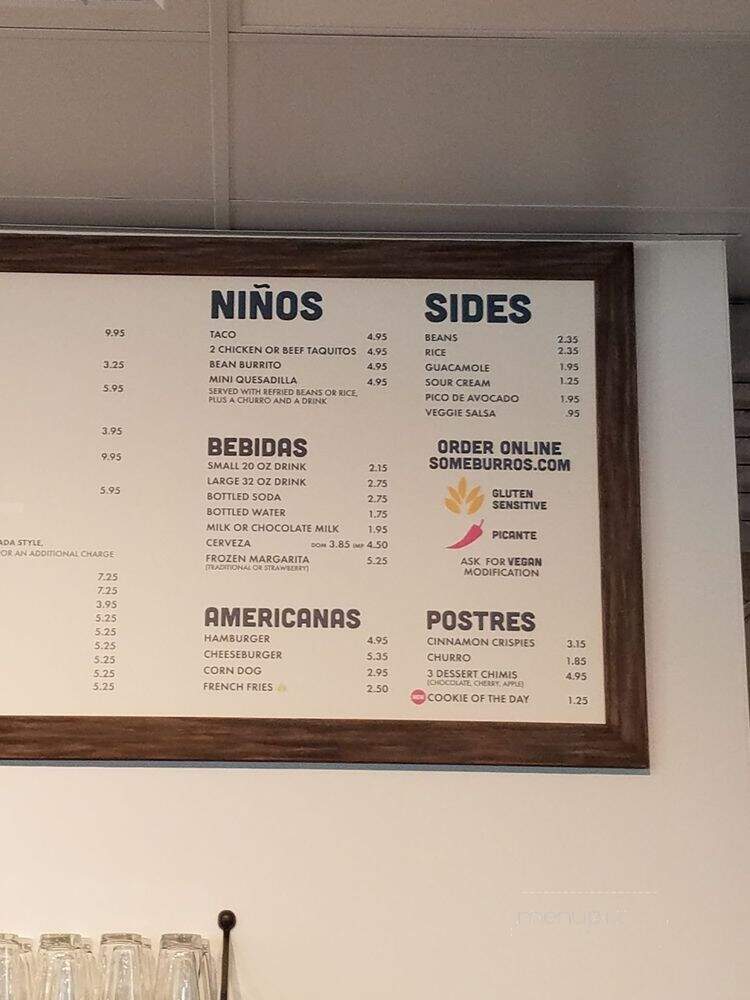 9.95
3.25
5.95
3.95
9.95
5.95
ADA STYLE,
OR AN ADDITIONAL CHARGE
7.25
7.25
3.95
5.25
5.25
5.25
5.25
5.25
5.25
NIÑOS
TACO 4.95
2 CHICKEN OR BEEF TAQUITOS 4.95
BEAN BURRITO 4.95
MINI QUESADILLA 4.95
SERVED WITH REFRIED BEANS OR RICE,
PLUS A CHURRO AND A DRINK
BEBIDAS
SMALL 20 OZ DRINK 2.15
LARGE 32 OZ DRINK 2.75
BOTTLED SODA 2.75
BOTTLED WATER 1.75
MILK OR CHOCOLATE MILK 1.95
CERVEZA DOM 3.85 IMP 4.50
FROZEN MARGARITA 5.25
(TRADITIONAL OR STRAWBERRY)
AMERICANAS
HAMBURGER 4.95
CHEESEBURGER 5.35
CORN DOG 2.95
FRENCH FRIES 2.50
SIDES
BEANS 2.35
RICE 2.35
GUACAMOLE 1.95
SOUR CREAM 1.25
PICO DE AVOCADO 1.95
VEGGIE SALSA .95
ORDER ONLINE
SOMEBURROS.COM
GLUTEN
SENSITIVE
PICANTE
ASK FOR VEGAN
MODIFICATION
POSTRES
CINNAMON CRISPIES 3.15
CHURRO 1.85
3 DESSERT CHIMIS 4.95
(CHOCOLATE, CHERRY, APPLE)
NEW COOKIE OF THE DAY 1.25